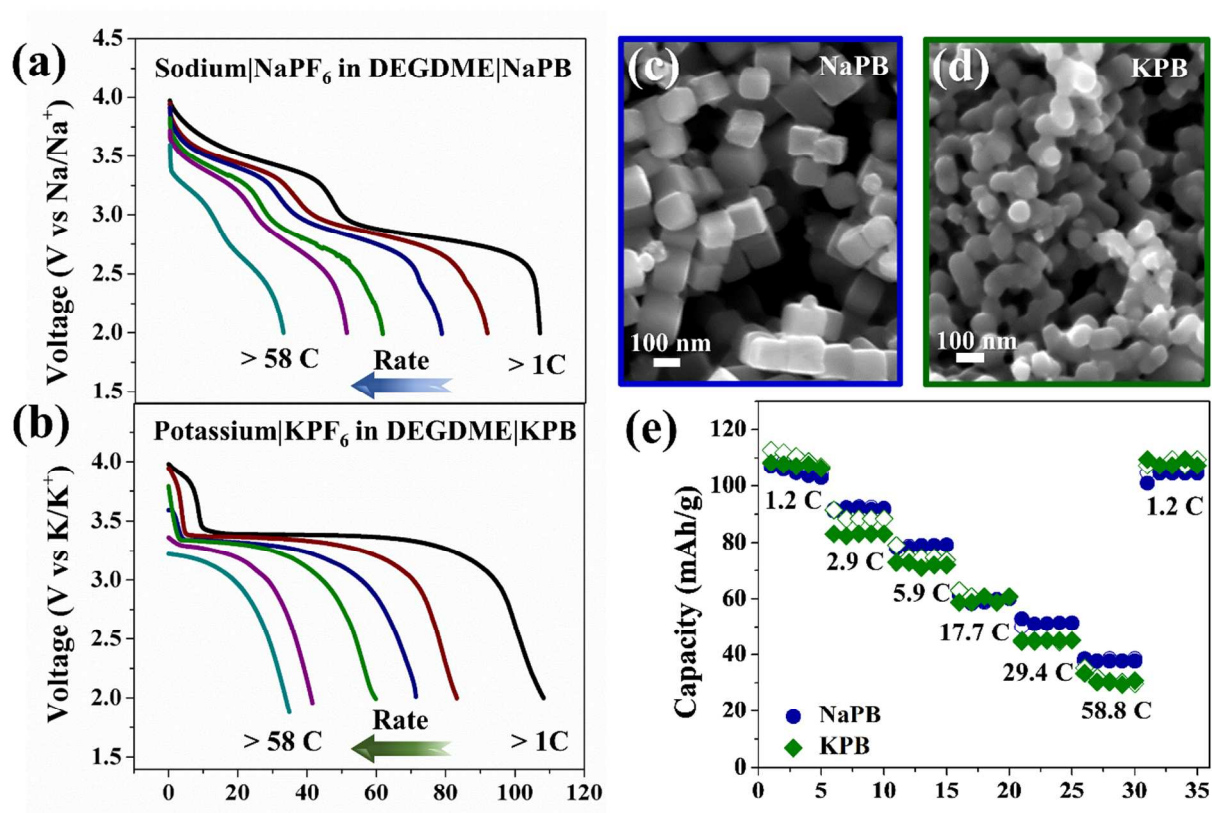 (a)
Sodium|NaPF₆ in DEGDME|NaPB
Voltage (V vs Na/Na⁺)
4.5
4.0
3.5
3.0
2.5
2.0
1.5
> 58 C
Rate
> 1C
(b)
Potassium|KPF₆ in DEGDME|KPB
Voltage (V vs K/K⁺)
4.0
3.5
3.0
2.5
2.0
1.5
> 58 C
Rate
> 1C
0 20 40 60 80 100 120
(c)
NaPB
100 nm
(d)
KPB
100 nm
(e)
Capacity (mAh/g)
120
100
80
60
40
20
0
1.2 C
2.9 C
5.9 C
17.7 C
29.4 C
58.8 C
1.2 C
NaPB
KPB
0 5 10 15 20 25 30 35